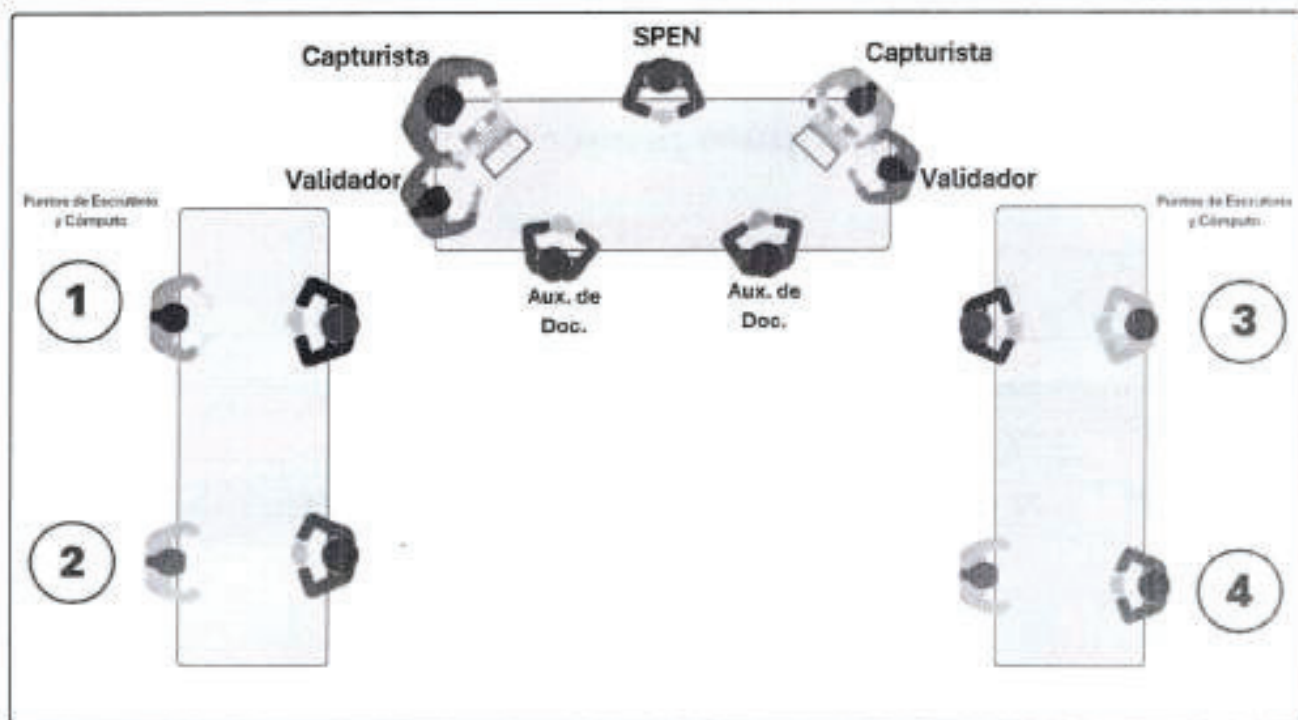 SPEN
Capturista
Capturista
Validador
Validador
Puntos de Escrutinio
y Cómputo
Puntos de Escrutinio
y Cómputo
Aux. de
Doc.
Aux. de
Doc.
1
3
2
4